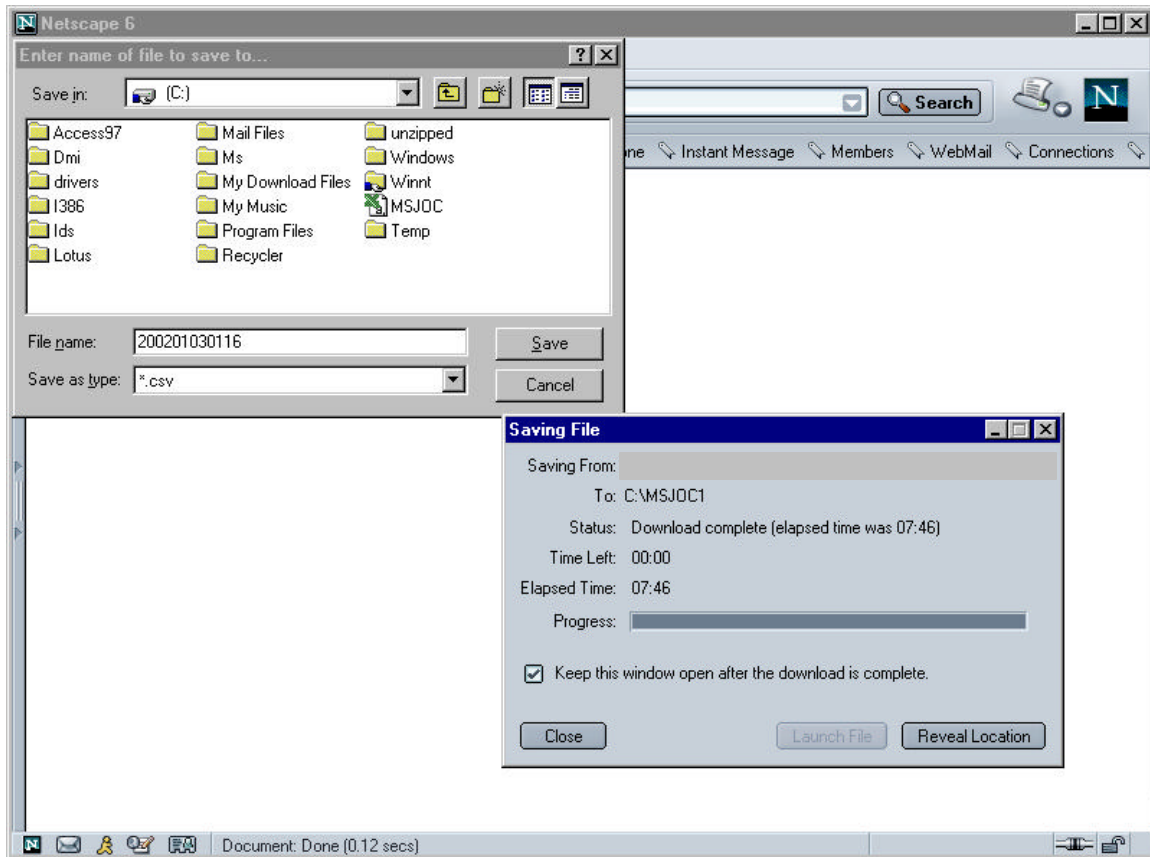 N Netscape 6
Enter name of file to save to...
Save in: (C:)
Search
N
Access97 Mail Files unzipped
Dmi Ms Windows
drivers My Download Files Winnt
I386 My Music MSJOC
Ids Program Files Temp
Lotus Recycler
ne Instant Message Members WebMail Connections
File name: 200201030116 Save
Save as type: *.csv Cancel
Saving File
Saving From:
To: C:\MSJOC1
Status: Download complete (elapsed time was 07:46)
Time Left: 00:00
Elapsed Time: 07:46
Progress:
Keep this window open after the download is complete.
Close Launch File Reveal Location
N Document: Done (0.12 secs)